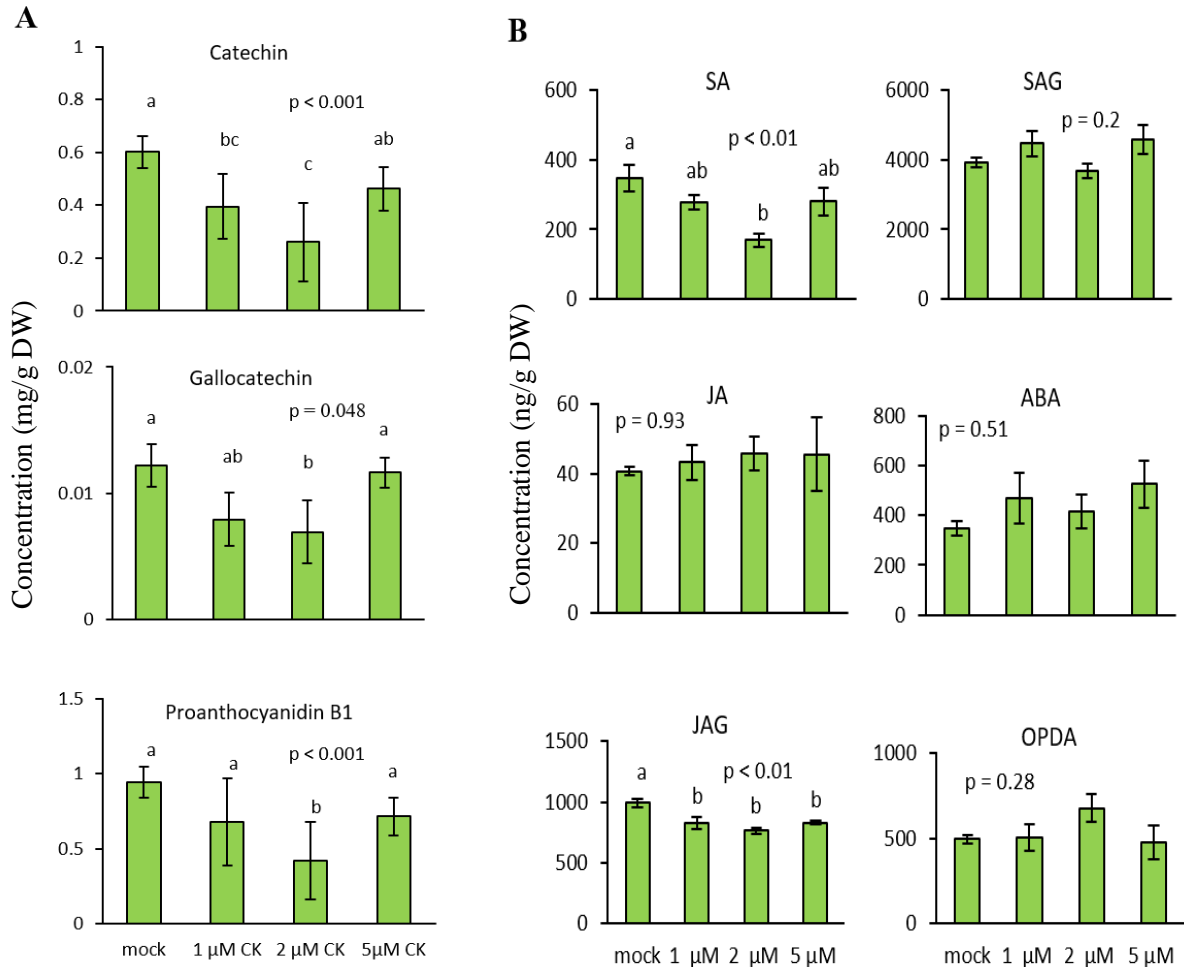 A
Concentration (mg/g DW)
Catechin
p < 0.001
1
0.8
0.6
0.4
0.2
0
a
bc
c
ab
Gallocatechin
p = 0.048
0.02
0.01
0
a
ab
b
a
Proanthocyanidin B1
p < 0.001
1.5
1
0.5
0
a
a
b
a
mock 1 µM CK 2 µM CK 5µM CK
B
Concentration (ng/g DW)
SA
p < 0.01
600
400
200
0
a
ab
b
ab
SAG
p = 0.2
6000
4000
2000
0
JA
p = 0.93
60
40
20
0
ABA
p = 0.51
800
600
400
200
0
JAG
p < 0.01
1500
1000
500
0
a
b
b
b
mock 1 µM 2 µM 5 µM
OPDA
p = 0.28
1000
500
0
mock 1 µM 2 µM 5 µM